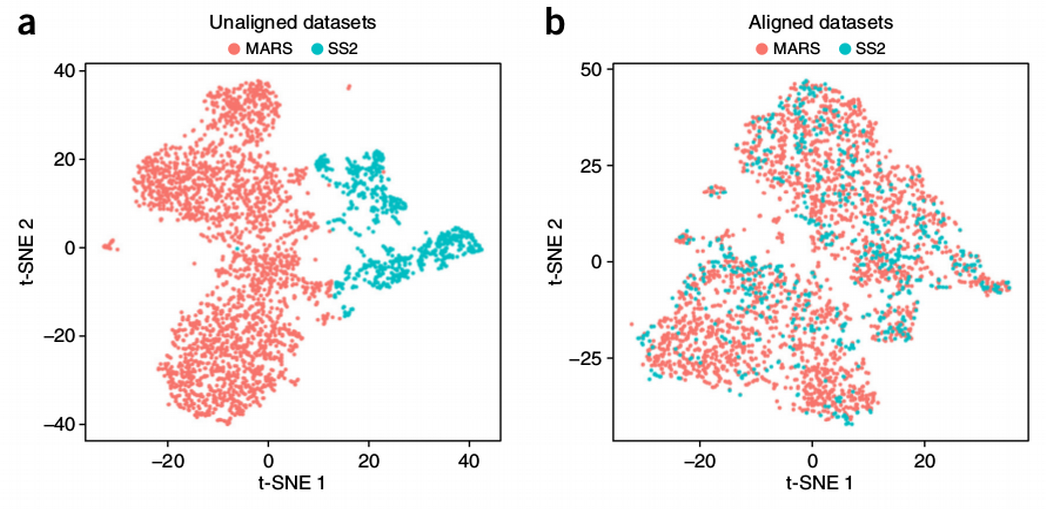 a
Unaligned datasets
MARS SS2
40
20
0
−20
−40
t-SNE 2
−20 0 20 40
t-SNE 1
b
Aligned datasets
MARS SS2
50
25
0
−25
t-SNE 2
−20 0 20
t-SNE 1